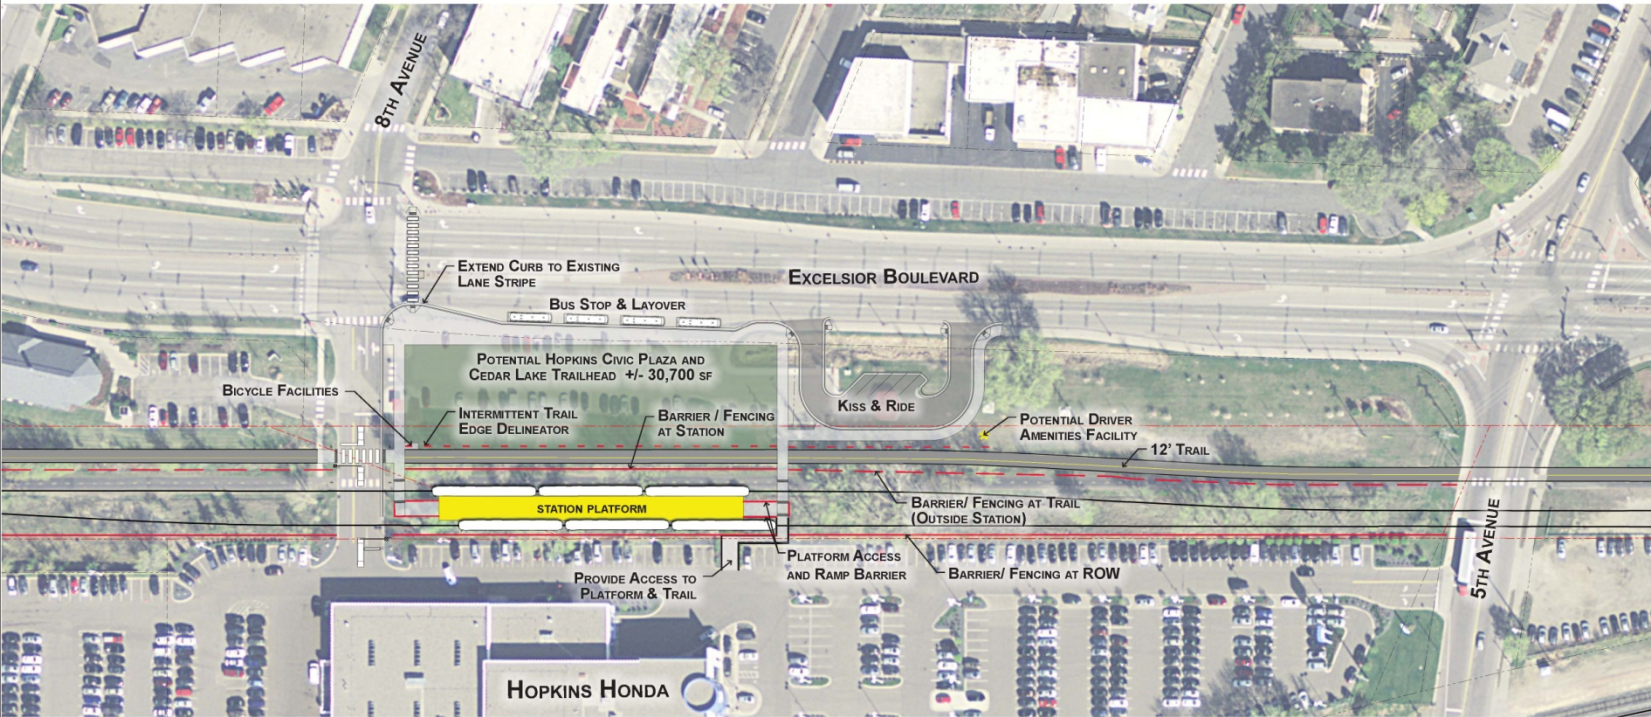 8th Avenue
Extend Curb to Existing
Lane Stripe
Excelsior Boulevard
Bus Stop & Layover
Potential Hopkins Civic Plaza and
Cedar Lake Trailhead +/- 30,700 sf
Bicycle Facilities
Intermittent Trail
Edge Delineator
Barrier / Fencing
at Station
Kiss & Ride
Potential Driver
Amenities Facility
12' Trail
Barrier/ Fencing at Trail
(Outside Station)
Station Platform
5th Avenue
Platform Access
and Ramp Barrier
Barrier/ Fencing at ROW
Provide Access to
Platform & Trail
Hopkins Honda